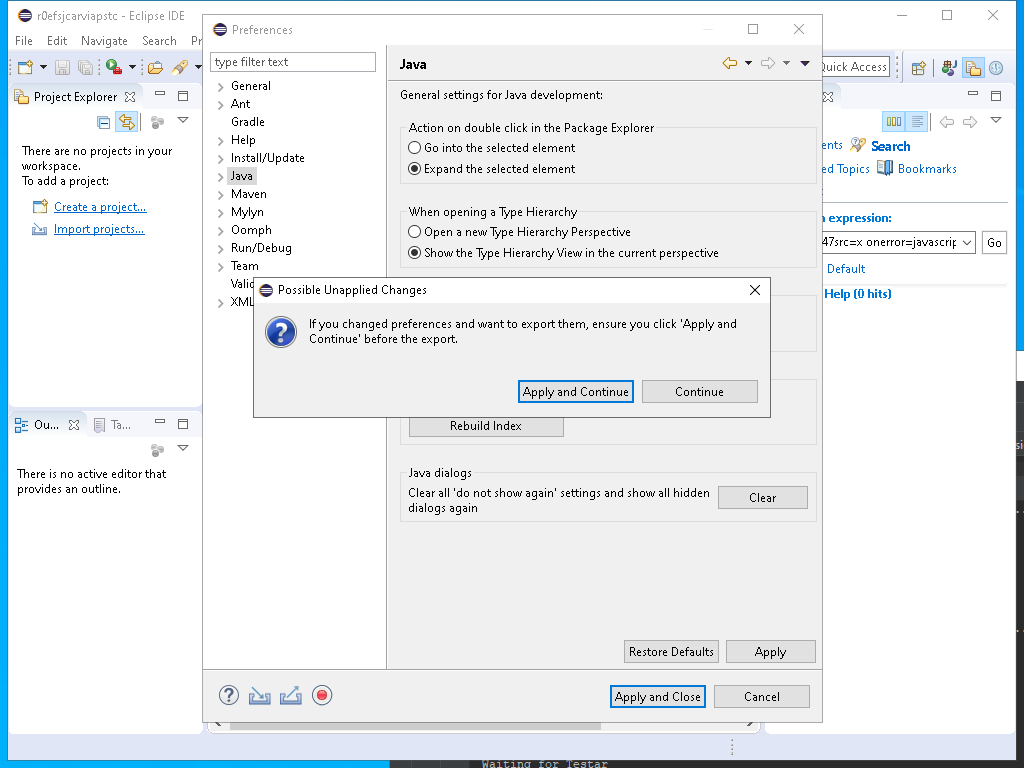 r0efsjcarviapstc - Eclipse IDE
File Edit Navigate Search Pr
Quick Access
Project Explorer
There are no projects in your
workspace.
To add a project:
Create a project...
Import projects...
Ou...
Ta...
There is no active editor that
provides an outline.
Preferences
type filter text
General
Ant
Gradle
Help
Install/Update
Java
Maven
Mylyn
Oomph
Run/Debug
Team
Valid
XML
Java
General settings for Java development:
Action on double click in the Package Explorer
Go into the selected element
Expand the selected element
When opening a Type Hierarchy
Open a new Type Hierarchy Perspective
Show the Type Hierarchy View in the current perspective
Possible Unapplied Changes
If you changed preferences and want to export them, ensure you click 'Apply and
Continue' before the export.
Apply and Continue
Continue
Rebuild Index
Java dialogs
Clear all 'do not show again' settings and show all hidden
dialogs again
Clear
Restore Defaults
Apply
Apply and Close
Cancel
ents
Search
ed Topics
Bookmarks
expression:
47src=x onerror=javascrip
Go
Default
Help (0 hits)
Waiting for Testar